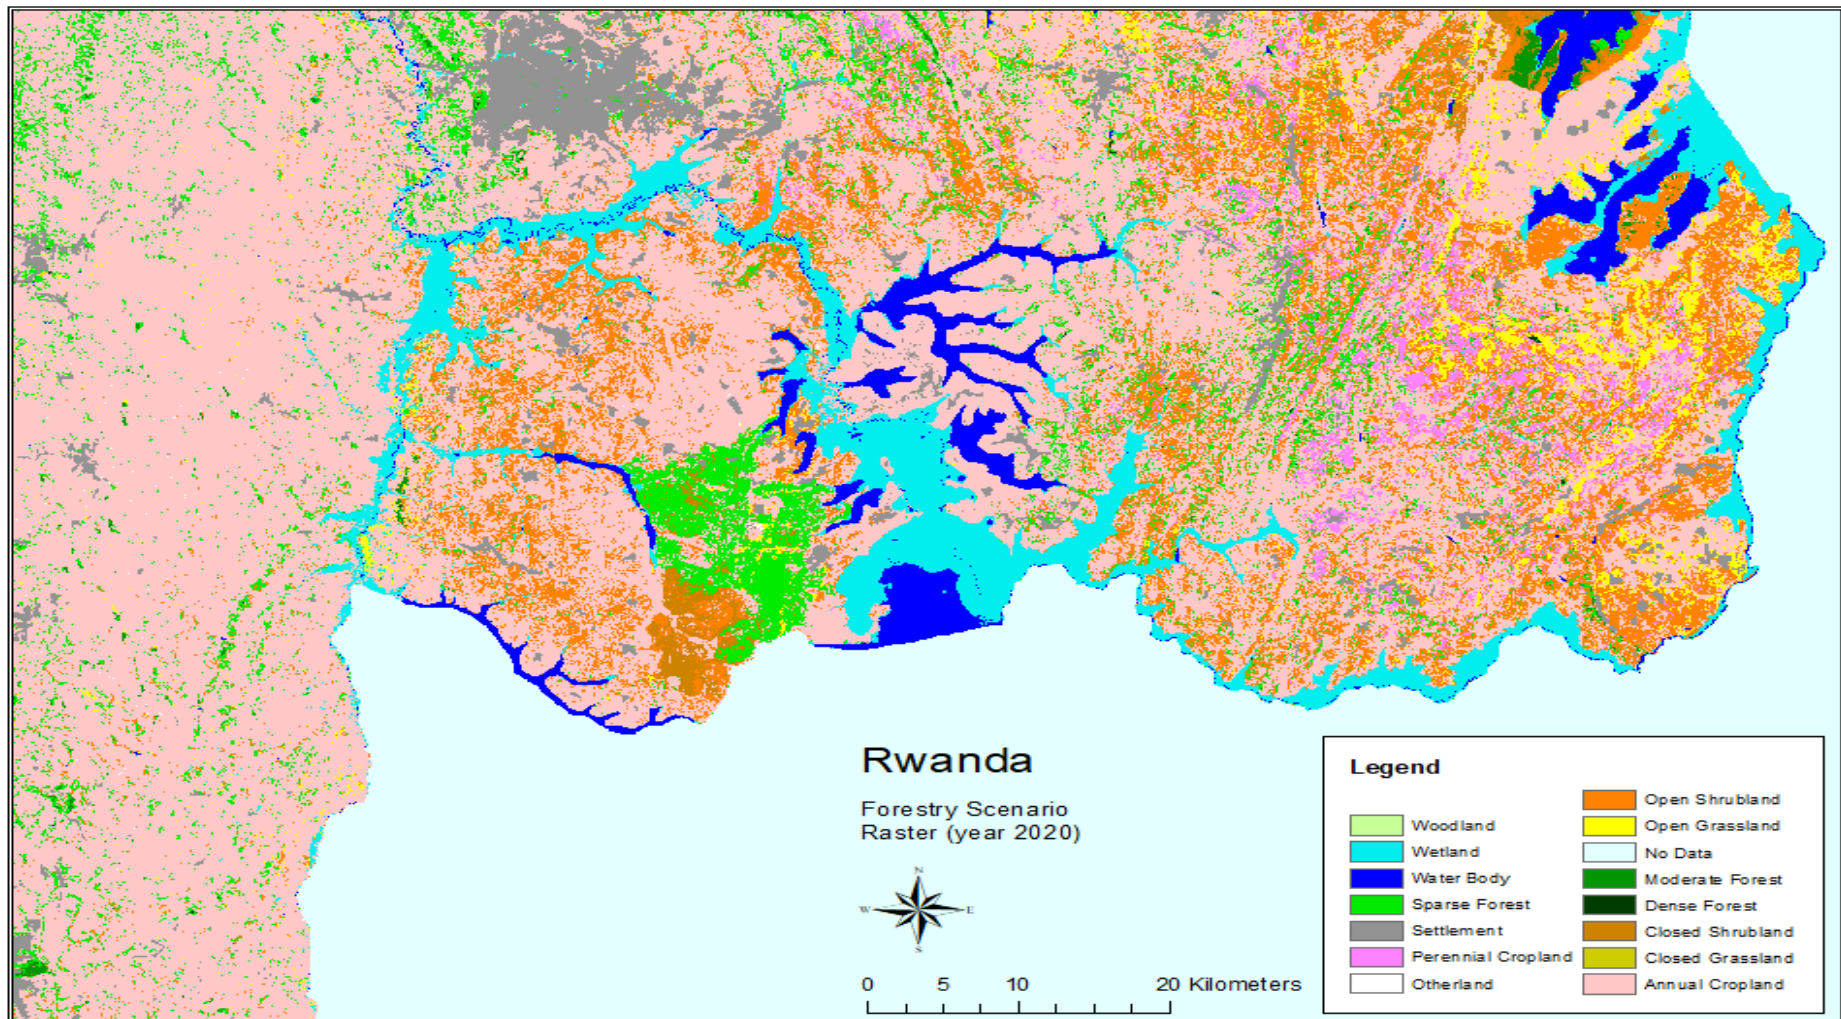 Rwanda
Forestry Scenario
Raster (year 2020)
N
W E
S
0 5 10 20 Kilometers
Legend
Woodland
Wetland
Water Body
Sparse Forest
Settlement
Perennial Cropland
Otherland
Open Shrubland
Open Grassland
No Data
Moderate Forest
Dense Forest
Closed Shrubland
Closed Grassland
Annual Cropland